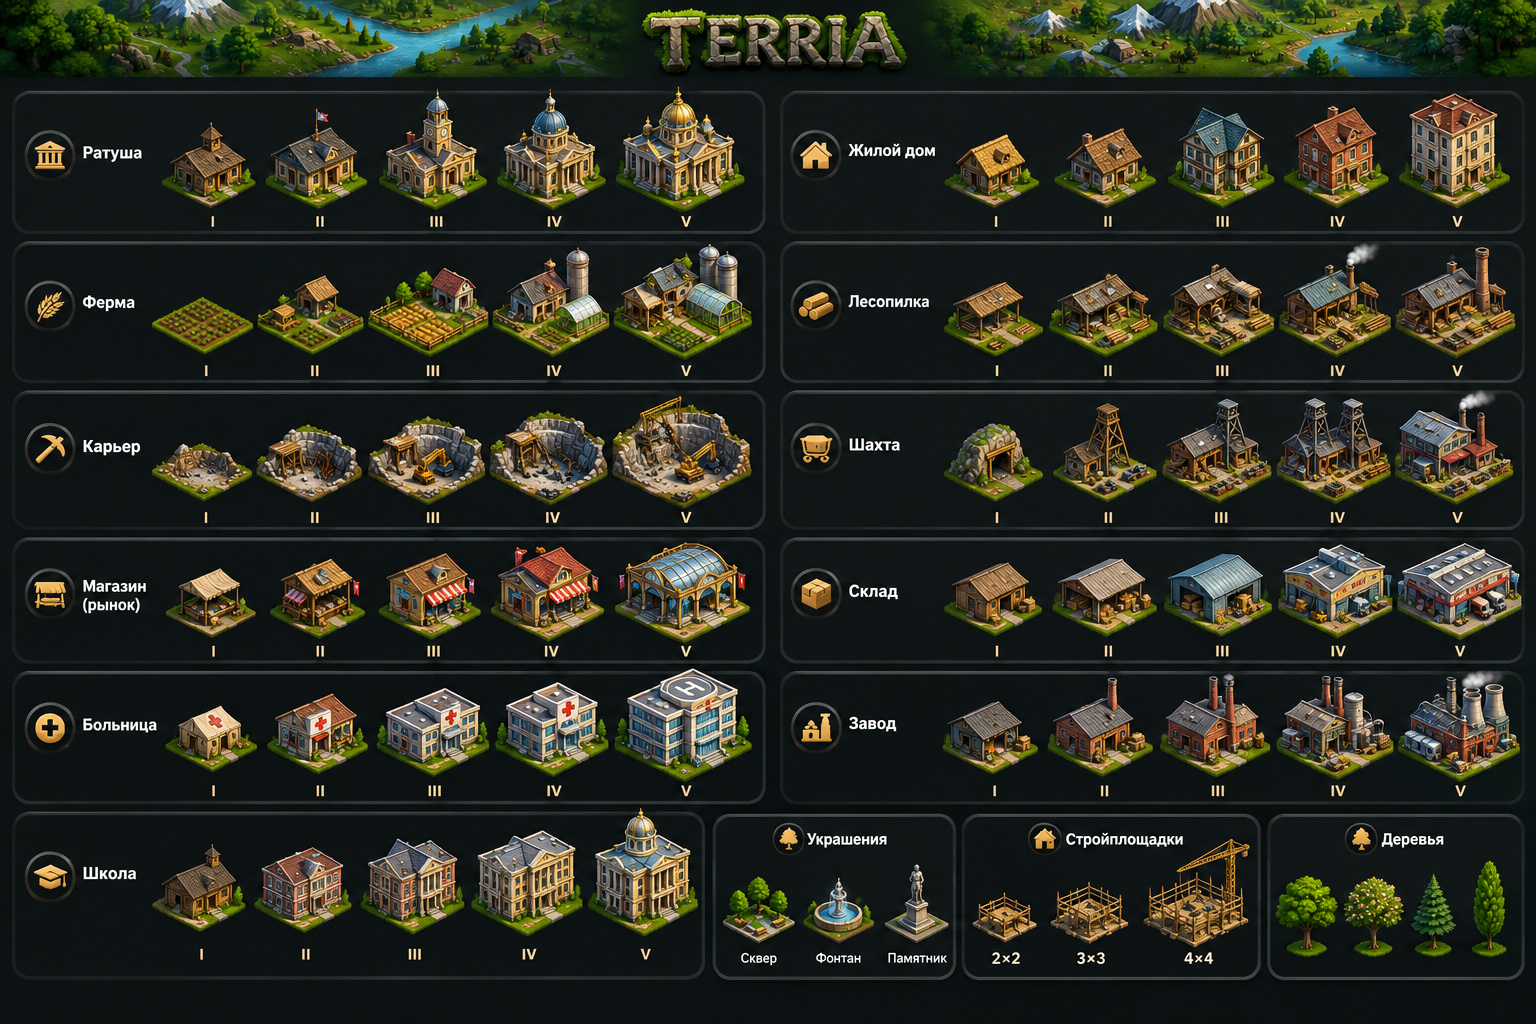 TERRIA
Ратуша
I II III IV V
Жилой дом
I II III IV V
Ферма
I II III IV V
Лесопилка
I II III IV V
Карьер
I II III IV V
Шахта
I II III IV V
Магазин
(рынок)
I II III IV V
Склад
I II III IV V
Больница
H
I II III IV V
Завод
I II III IV V
Школа
I II III IV V
Украшения
Сквер Фонтан Памятник
Стройплощадки
2×2 3×3 4×4
Деревья